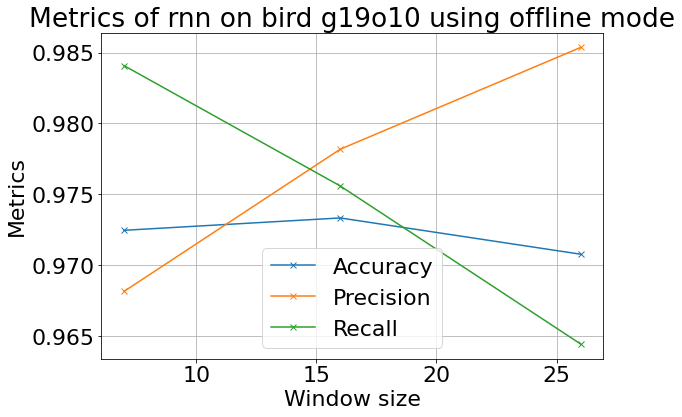 Metrics of rnn on bird g19o10 using offline mode
Metrics
0.985
0.980
0.975
0.970
0.965
Accuracy
Precision
Recall
10 15 20 25
Window size